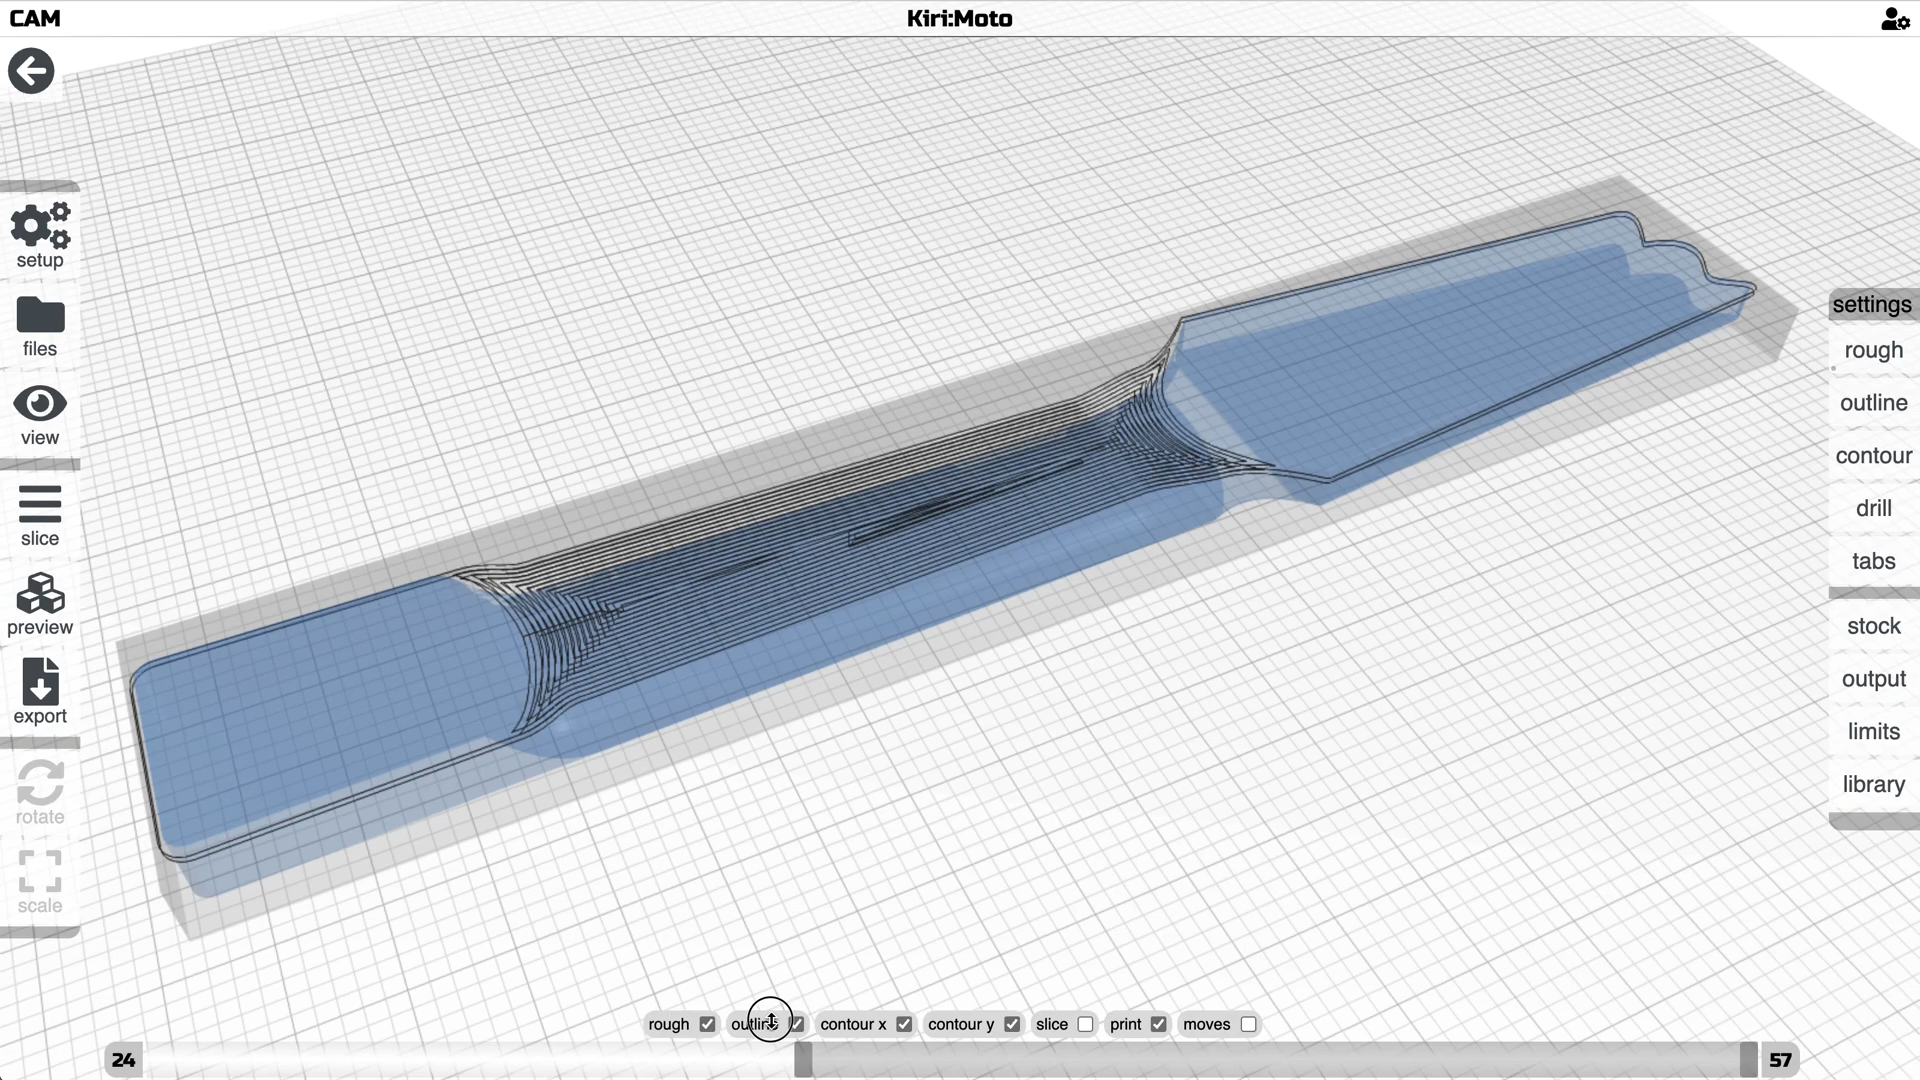 CAM
Kiri:Moto
setup
files
view
slice
preview
export
rotate
scale
settings
rough
outline
contour
drill
tabs
stock
output
limits
library
rough
outline
contour x
contour y
slice
print
moves
24
57